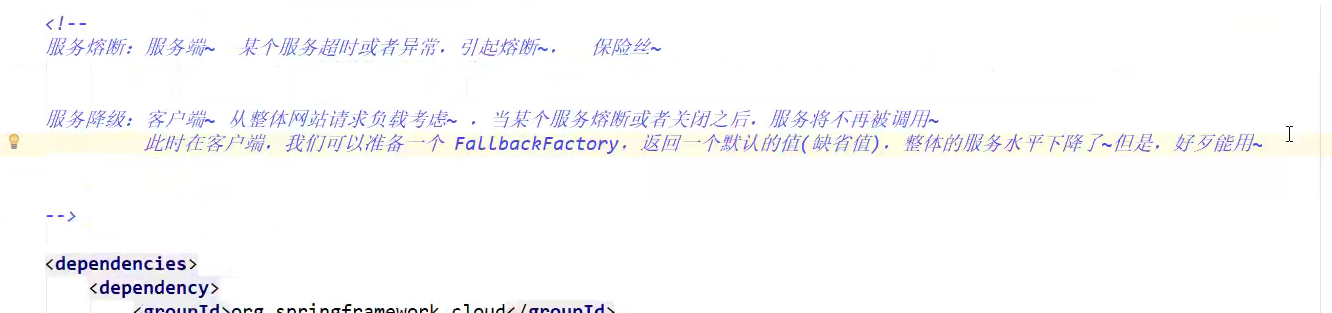 <!--
服务熔断：服务端~ 某个服务超时或者异常，引起熔断~， 保险丝~
服务降级：客户端~ 从整体网站请求负载考虑~ ，当某个服务熔断或者关闭之后，服务将不再被调用~
此时在客户端，我们可以准备一个 FallbackFactory，返回一个默认的值(缺省值)，整体的服务水平下降了~但是，好歹能用~
-->
<dependencies>
<dependency>
<groupId>org.springframework.cloud</groupId>